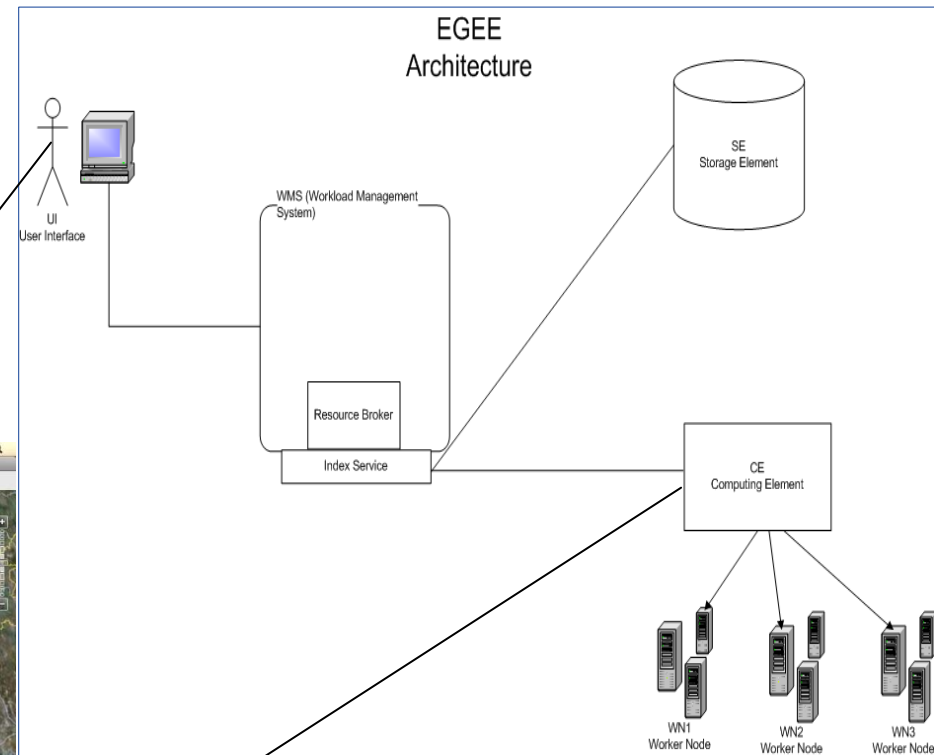 EGEE
Architecture
SE
Storage Element
WMS (Workload Management
System)
UI
User Interface
Resource Broker
Index Service
CE
Computing Element
WN1
Worker Node
WN2
Worker Node
WN3
Worker Node